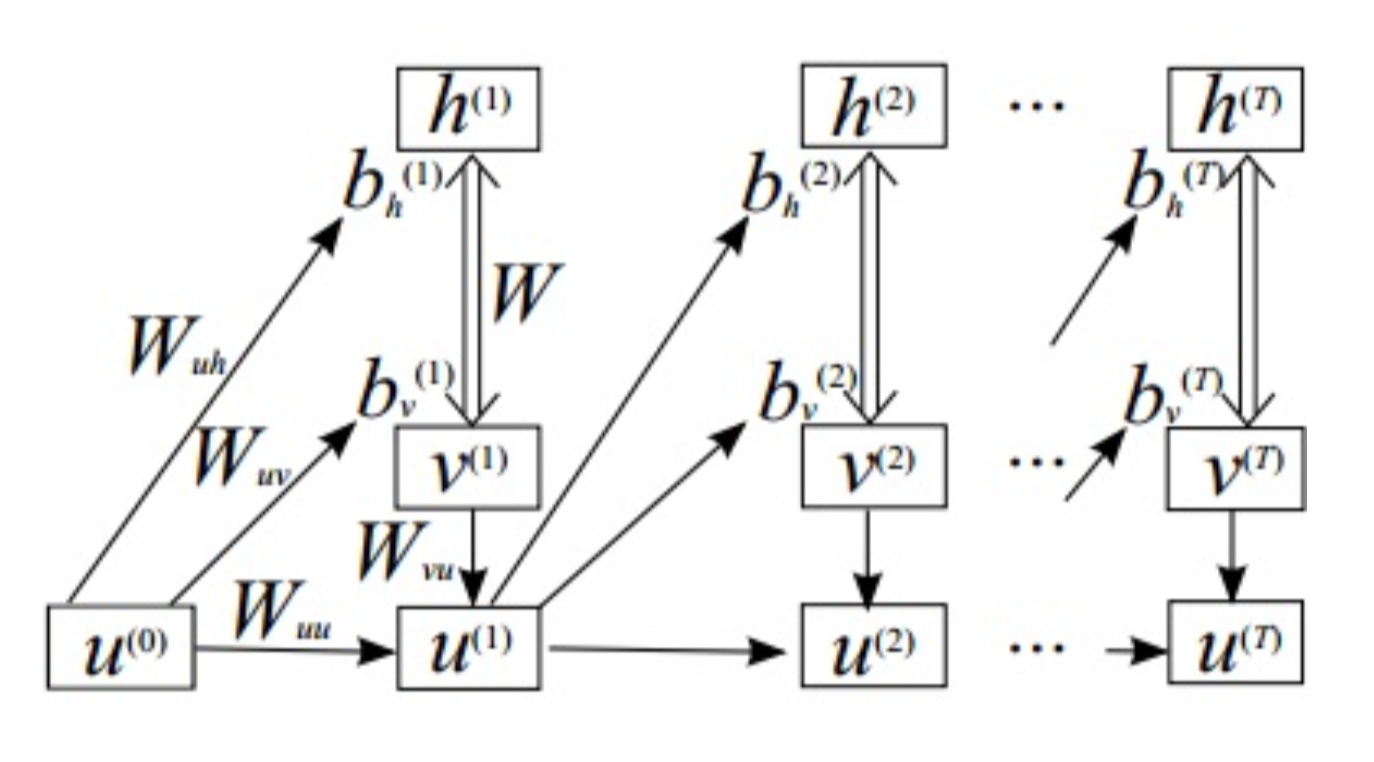 h(1) h(2) ... h(T)
bh(1) bh(2) bh(T)
W
Wuh
bv(1) bv(2) bv(T)
Wuv
v(1) v(2) ... v(T)
Wvu
Wuu
u(0) u(1) u(2) ... u(T)